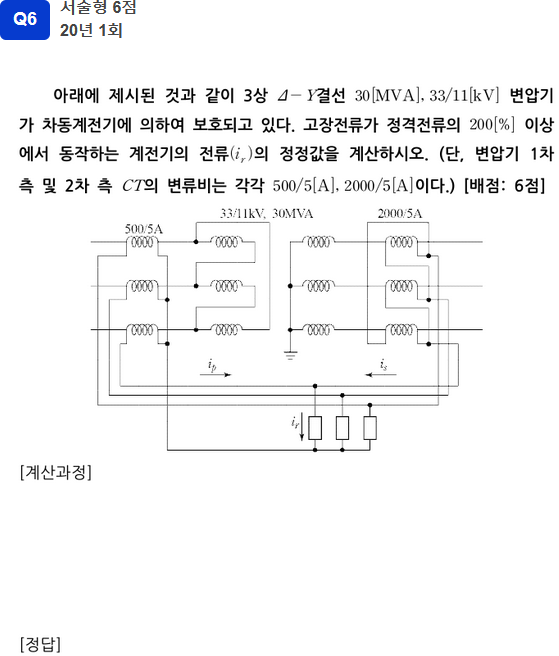 Q6
서술형 6점
20년 1회
아래에 제시된 것과 같이 3상 Δ−Y결선 30[MVA], 33/11[kV] 변압기
가 차동계전기에 의하여 보호되고 있다. 고장전류가 정격전류의 200[%] 이상
에서 동작하는 계전기의 전류(i_r)의 정정값을 계산하시오. (단, 변압기 1차
측 및 2차 측 CT의 변류비는 각각 500/5[A], 2000/5[A]이다.) [배점: 6점]
33/11kV, 30MVA
2000/5A
500/5A
i_p
i_s
i_r
[계산과정]
[정답]